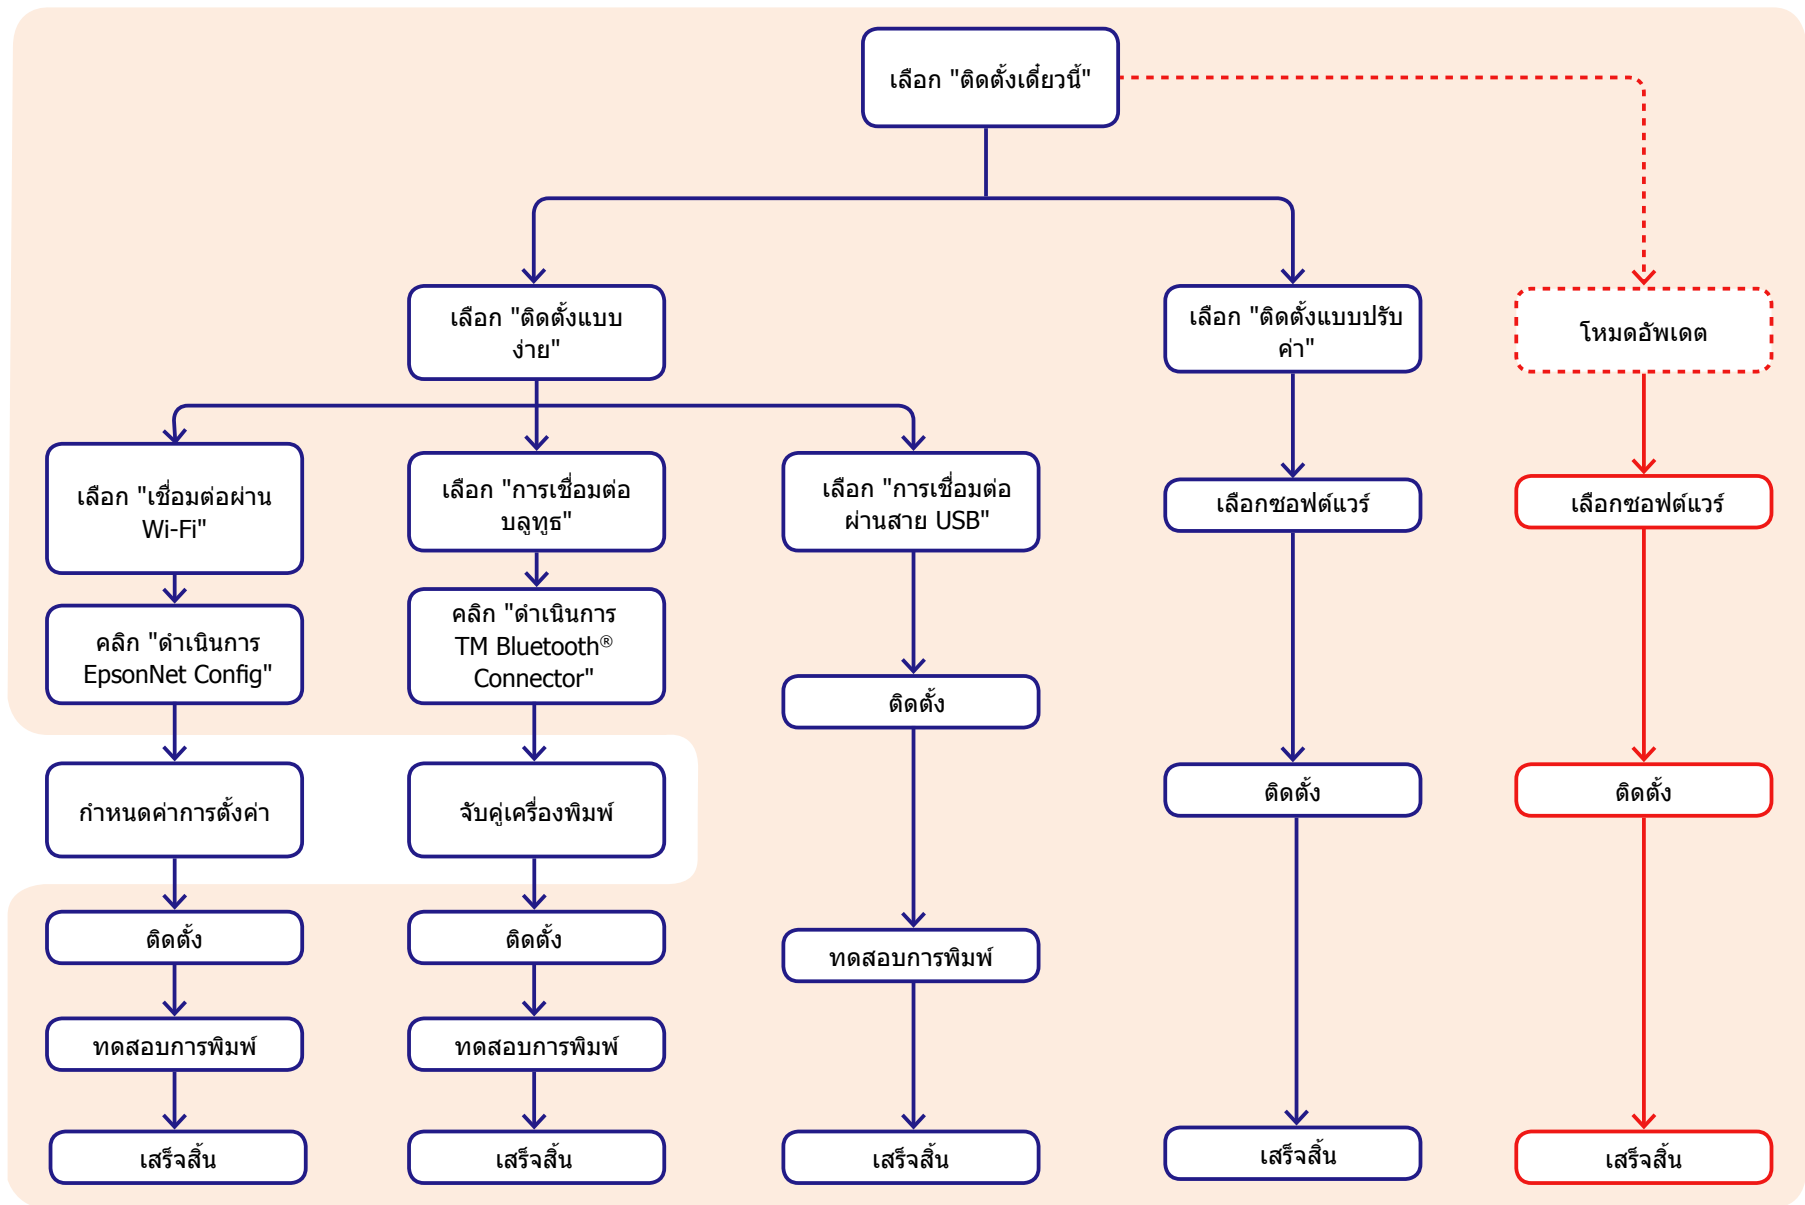 เลือก "ติดตั้งเดี๋ยวนี้"
เลือก "ติดตั้งแบบ
ง่าย"
เลือก "ติดตั้งแบบปรับ
ค่า"
โหมดอัพเดต
เลือก "เชื่อมต่อผ่าน
Wi-Fi"
เลือก "การเชื่อมต่อ
บลูทูธ"
เลือก "การเชื่อมต่อ
ผ่านสาย USB"
เลือกซอฟต์แวร์
เลือกซอฟต์แวร์
คลิก "ดำเนินการ
EpsonNet Config"
คลิก "ดำเนินการ
TM Bluetooth®
Connector"
ติดตั้ง
กำหนดค่าการตั้งค่า
จับคู่เครื่องพิมพ์
ติดตั้ง
ติดตั้ง
ติดตั้ง
ติดตั้ง
ทดสอบการพิมพ์
ทดสอบการพิมพ์
ทดสอบการพิมพ์
เสร็จสิ้น
เสร็จสิ้น
เสร็จสิ้น
เสร็จสิ้น
เสร็จสิ้น